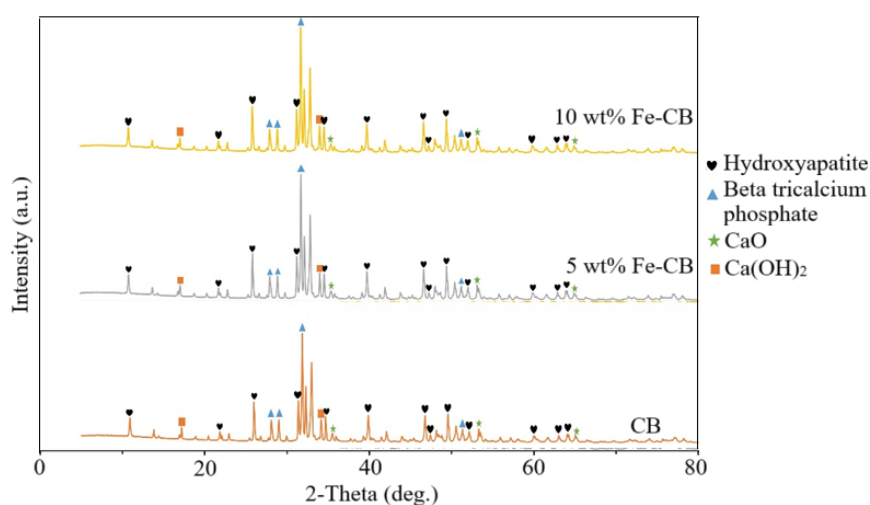 10 wt% Fe-CB
5 wt% Fe-CB
CB
Intensity (a.u.)
0
20
40
60
80
2-Theta (deg.)
Hydroxyapatite
Beta tricalcium
phosphate
CaO
Ca(OH)₂